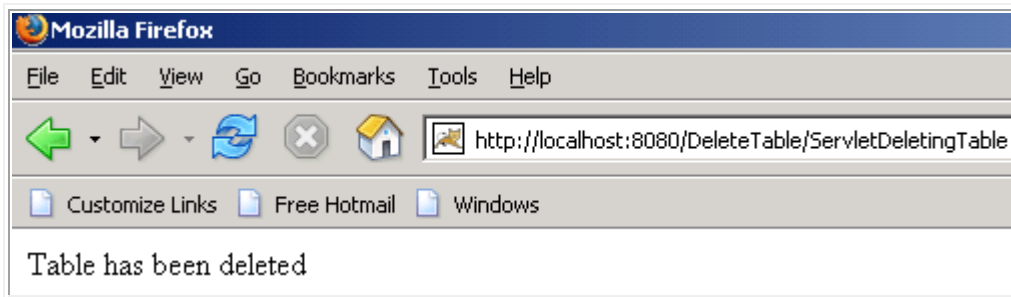 Mozilla Firefox
File Edit View Go Bookmarks Tools Help
http://localhost:8080/DeleteTable/ServletDeletingTable
Customize Links Free Hotmail Windows
Table has been deleted